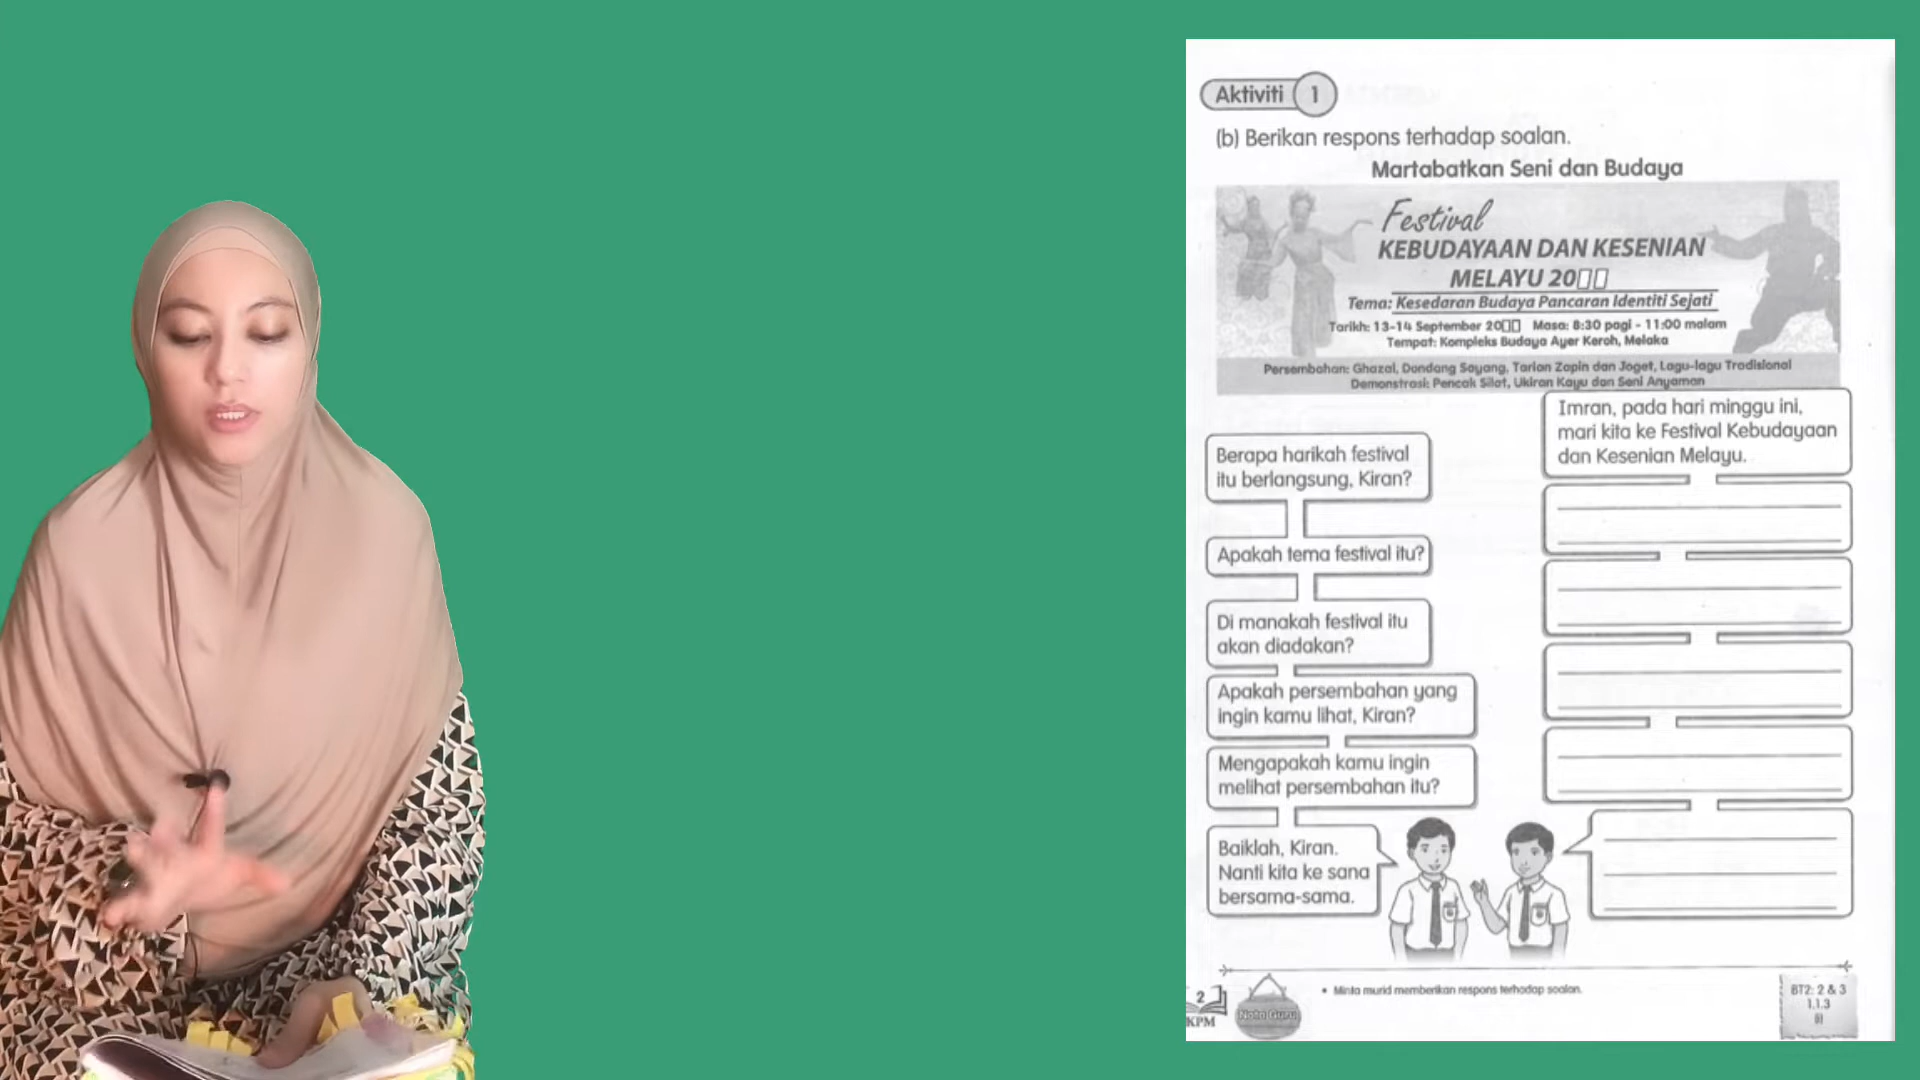 Aktiviti 1
(b) Berikan respons terhadap soalan.
Martabatkan Seni dan Budaya
Festival
KEBUDAYAAN DAN KESENIAN
MELAYU 20▯▯
Tema: Kesedaran Budaya Pancaran Identiti Sejati
Tarikh: 13-14 September 20▯▯ Masa: 8:30 pagi - 11:00 malam
Tempat: Kompleks Budaya Ayer Keroh, Melaka
Persembahan: Ghazal, Dondang Sayang, Tarian Zapin dan Joget, Lagu-lagu Tradisional
Demonstrasi: Pencak Silat, Ukiran Kayu dan Seni Anyaman
Imran, pada hari minggu ini,
mari kita ke Festival Kebudayaan
dan Kesenian Melayu.
Berapa harikah festival
itu berlangsung, Kiran?
Apakah tema festival itu?
Di manakah festival itu
akan diadakan?
Apakah persembahan yang
ingin kamu lihat, Kiran?
Mengapakah kamu ingin
melihat persembahan itu?
Baiklah, Kiran.
Nanti kita ke sana
bersama-sama.
2
KPM
Nota Guru
• Minta murid memberikan respons terhadap soalan.
BT2: 2 & 3
1.1.3
(i)